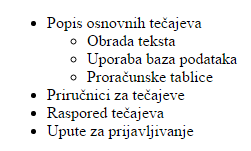 Popis osnovnih tečajeva
Obrada teksta
Uporaba baza podataka
Proračunske tablice
Priručnici za tečajeve
Raspored tečajeva
Upute za prijavljivanje